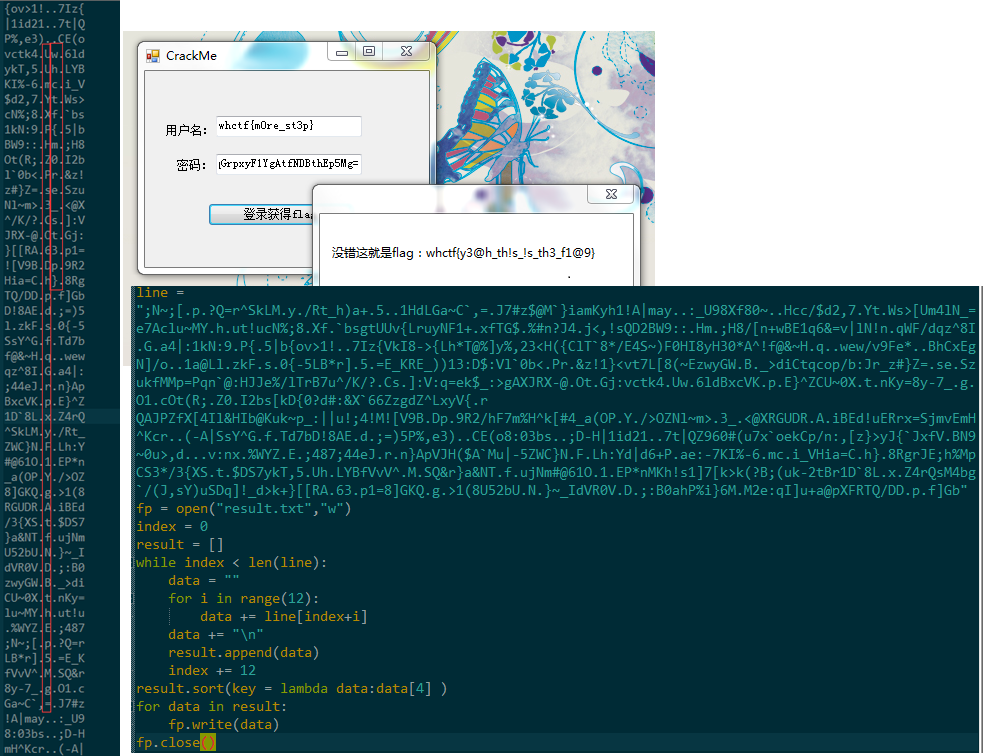 {ov>1!..7Iz{
|1id21..7t|Q
P%,e3)..CE(o
vctk4.Uw.6ld
ykT,5.Uh.LYB
KI%-6.mc.i_V
$d2,7.Yt.Ws>
cN%;8.Xf.`bs
1kN:9.P{.5|b
BW9::.Hm.;H8
Ot(R;.Z0.I2b
l`0b<.Pr.&z!
z#}Z=.se.Szu
Nl~m>.3_.<@X
^/K/?.Cs.]:V
JRX-@.Ot.Gj:
}[[RA.63.p1=
![V9B.Dp.9R2
Hia=C.h}.8Rg
TQ/DD.p.f]Gb
D!8AE.d.;=)5
l.zkF.s.0{-5
SsY^G.f.Td7b
f@&~H.q..wew
qz^8I.G.a4|:
;44eJ.r.n}Ap
BxcvK.p.E}^Z
1D`8L.x.Z4rQ
^SkLM.y./Rt_
ZWC}N.F.Lh:Y
#@61O.1.EP*n
_a(OP.Y./>OZ
8]GKQ.g.>1(8
RGUDR.A.iBEd
/3{XS.t.$DS7
}a&NT.f.ujNm
U52bU.N.}~_I
dVR0V.D.;:B0
zwyGW.B._>di
CU~0X.t.nKy=
lu~MY.h.ut!u
.%WYZ.E.;487
;N~;[.p.?Q=r
LB*r].5.=E_K
fVvV^.M.SQ&r
8y-7_.g.O1.c
Ga~C`,=.J7#z
!A|may..:_U9
8:03bs..;D-H
mH^Kcr..(-A|
CrackMe
用户名: whctf{m0re_st3p}
密码: GrpxyF1YgAtfNDBthEp5Mg=
登录获得fla
没错这就是flag：whctf{y3@h_th!s_!s_th3_f1@9}
line =
";N~;[.p.?Q=r^SkLM.y./Rt_h)a+.5..1HdLGa~C`,=.J7#z$@M`}iamKyh1!A|may..:_U98Xf80~..Hcc/$d2,7.Yt.Ws>[Um4lN_=
e7Aclu~MY.h.ut!ucN%;8.Xf.`bsgtUUv{LruyNF1+.xfTG$.%#n?J4.j<,!sQD2BW9::.Hm.;H8/[n+wBE1q6&=v|lN!n.qWF/dqz^8I
.G.a4|:1kN:9.P{.5|b{ov>1!..7Iz{VkI8->{Lh*T@%]y%,23<H({ClT`8*/E4S~)F0HI8yH30*A^!f@&~H.q..wew/v9Fe*..BhCxEg
N]/o..1a@Ll.zkF.s.0{-5LB*r].5.=E_KRE_))13:D$:Vl`0b<.Pr.&z!1}<vt7L[8(~EzwyGW.B._>diCtqcop/b:Jr_z#}Z=.se.Sz
ukfMMp=Pqn`@:HJJe%/lTrB7u^/K/?.Cs.]:V:q=ek$_.:>gAXJRX-@.Ot.Gj:vctk4.Uw.6ldBxcVK.p.E}^ZCU~0X.t.nKy=8y-7_.g.
O1.cOt(R;.Z0.I2bs[kD{0?d#:&X`66ZzgdZ^LxyV{.r
QAJPZfX[4Il&HIb@Kuk~p_:||u!;4!M![V9B.Dp.9R2/hF7m%H^k[#4_a(OP.Y./>OZNl~m>.3_.<@XRGUDR.A.iBEd!uERrx=SjmvEmH
^Kcr..(-A|SsY^G.f.Td7bD!8AE.d.;=)5P%,e3)..CE(o8:03bs..;D-H|1id21..7t|QZ960#(u7x`oekCp/n:,[z}>yJ{`JxfV.BN9
~0u>,d...v:nx.%WYZ.E.;487;44eJ.r.n}ApVJH($A`Mu|-5ZWC}N.F.Lh:Yd|d6+P.ae:-7KI%-6.mc.i_VHia=C.h}.8RgrJE;h%Mp
CS3*/3{XS.t.$DS7ykT,5.Uh.LYBfVvV^.M.SQ&r}a&NT.f.ujNm#@61O.1.EP*nMKh!s1]7[k>k(?B;(uk-2tBr1D`8L.x.Z4rQsM4bg
`/(J,sY)uSDq]!_d>k+}[[RA.63.p1=8]GKQ.g.>1(8U52bU.N.}~_IdVR0V.D.;:B0ahP%i}6M.M2e:qI]u+a@pXFRTQ/DD.p.f]Gb"
fp = open("result.txt","w")
index = 0
result = []
while index < len(line):
data = ""
for i in range(12):
data += line[index+i]
data += "\n"
result.append(data)
index += 12
result.sort(key = lambda data:data[4] )
for data in result:
fp.write(data)
fp.close()